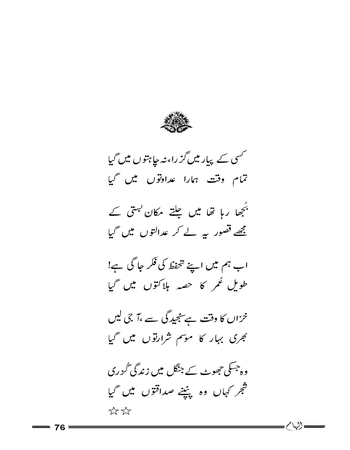 کسی کے پیار میں گزرا، نہ چاہتوں میں گیا
تمام وقت ہمارا عداوتوں میں گیا
بُجھا رہا تھا میں جلتے مکان بستی کے
مجھے قصور یہ لے کر عدالتوں میں گیا
اب ہم میں اپنے تحفظ کی فکر جاگی ہے!
طویل عُمر کا حصہ ہلاکتوں میں گیا
خزاں کا وقت ہے سنجیدگی سے ،آ جی لیں
بھری بہار کا موسم شرارتوں میں گیا
وہ جسکی جھوٹ کے جنگل میں زندگی گزری
شجر کہاں وہ پنپنے صداقتوں میں گیا
☆☆
76